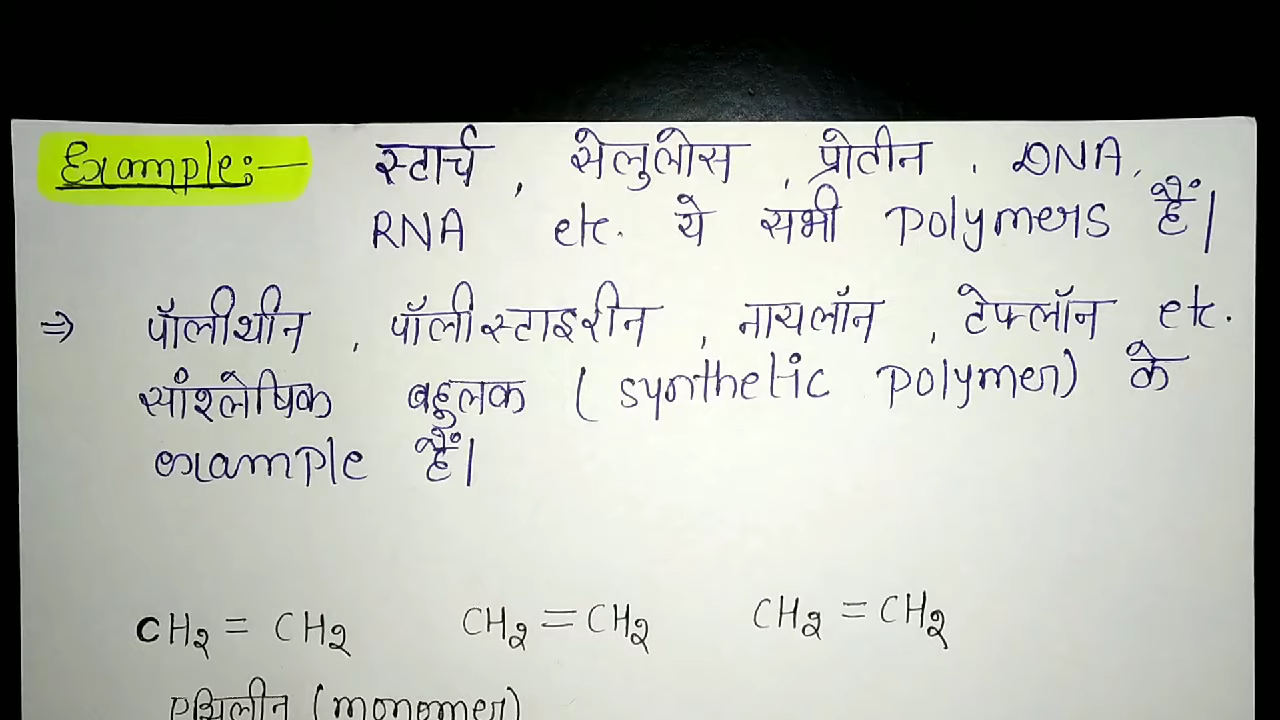 Example:— स्टार्च, सेलुलोस, प्रोटीन, DNA,
RNA etc. ये सभी Polymers हैं।
⇒ पॉलीथीन, पॉलीस्टाइरीन, नायलॉन, टेफ्लॉन etc.
सांश्लेषिक बहुलक (synthetic polymer) के
example हैं।
CH₂ = CH₂ CH₂ = CH₂ CH₂ = CH₂
एथिलीन (monomer)